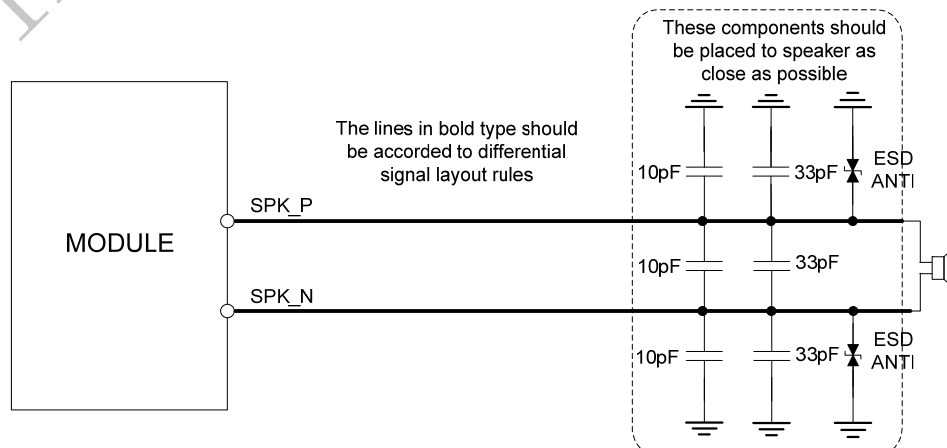 These components should
be placed to speaker as
close as possible
The lines in bold type should
be accorded to differential
signal layout rules
10pF
33pF
ESD
ANTI
SPK_P
MODULE
10pF
33pF
SPK_N
10pF
33pF
ESD
ANTI